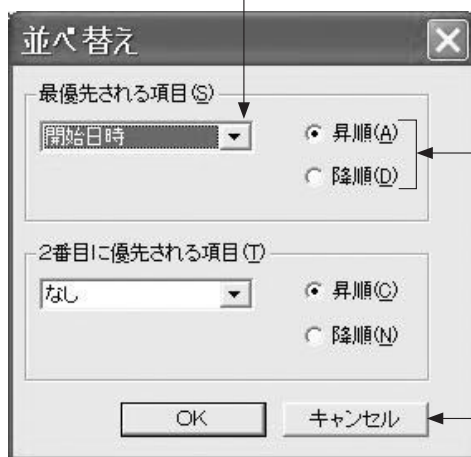 並べ替え
最優先される項目(S)
開始日時
昇順(A)
降順(D)
2番目に優先される項目(T)
なし
昇順(C)
降順(N)
OK
キャンセル